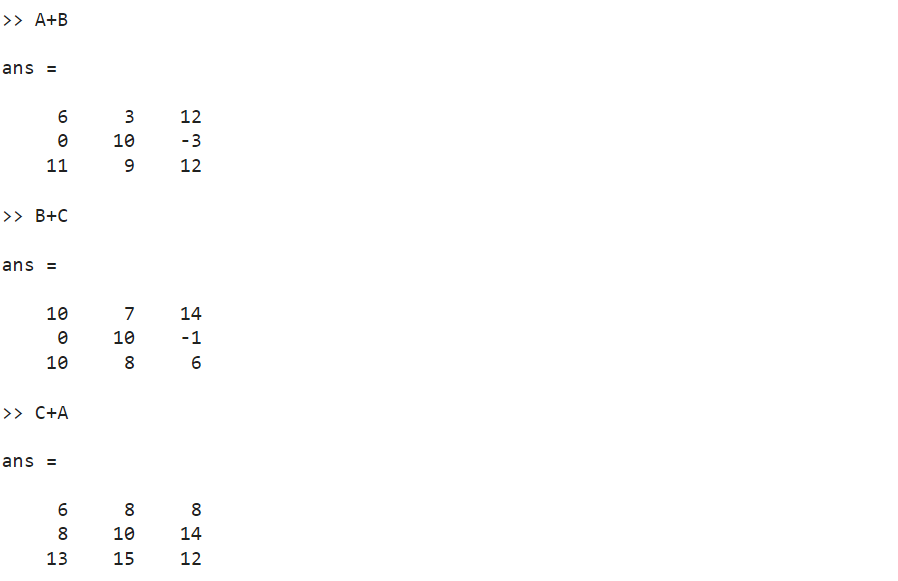 >> A+B
ans =
6 3 12
0 10 -3
11 9 12
>> B+C
ans =
10 7 14
0 10 -1
10 8 6
>> C+A
ans =
6 8 8
8 10 14
13 15 12